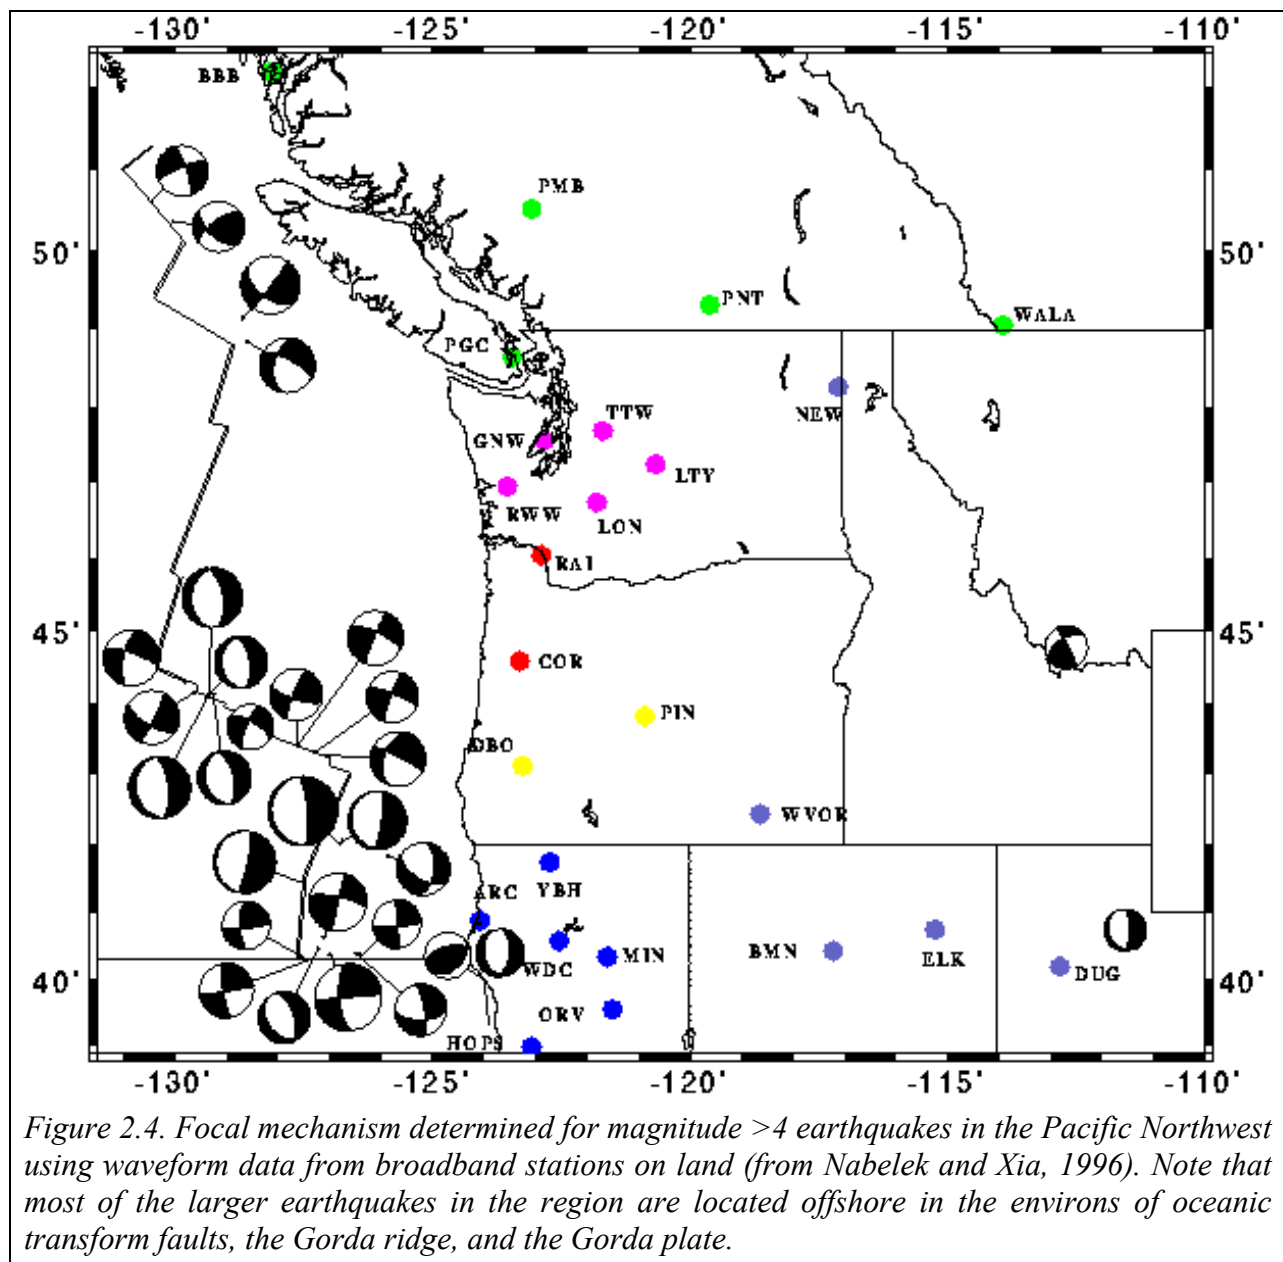 -130' -125' -120' -115' -110'
BBB
PMB
50' 50'
PNT
WALA
PGC
NEW
TTW
GNW
LTY
RWW
LON
RAI
45' 45'
COR
PIN
DBO
WVOR
ARC
YBH
WDC
MIN
BMN
ELK
DUG
40' 40'
ORV
HOPS
-130' -125' -120' -115' -110'
Figure 2.4. Focal mechanism determined for magnitude >4 earthquakes in the Pacific Northwest
using waveform data from broadband stations on land (from Nabelek and Xia, 1996). Note that
most of the larger earthquakes in the region are located offshore in the environs of oceanic
transform faults, the Gorda ridge, and the Gorda plate.